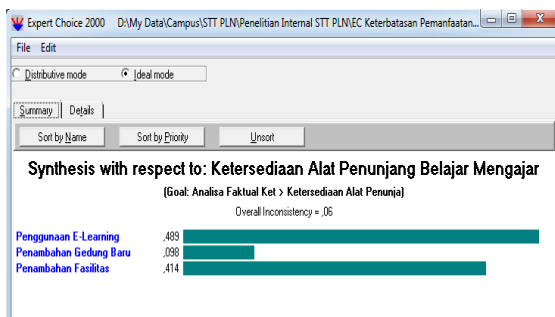 Expert Choice 2000 D:\My Data\Campus\STT PLN\Penelitian Internal STT PLN\EC Keterbatasan Pemanfaatan...
File Edit
Distributive mode Ideal mode
Summary Details
Sort by Name Sort by Priority Unsort
Synthesis with respect to: Ketersediaan Alat Penunjang Belajar Mengajar
(Goal: Analisa Faktual Ket > Ketersediaan Alat Penunja)
Overall Inconsistency = ,06
Penggunaan E-Learning ,489
Penambahan Gedung Baru ,098
Penambahan Fasilitas ,414